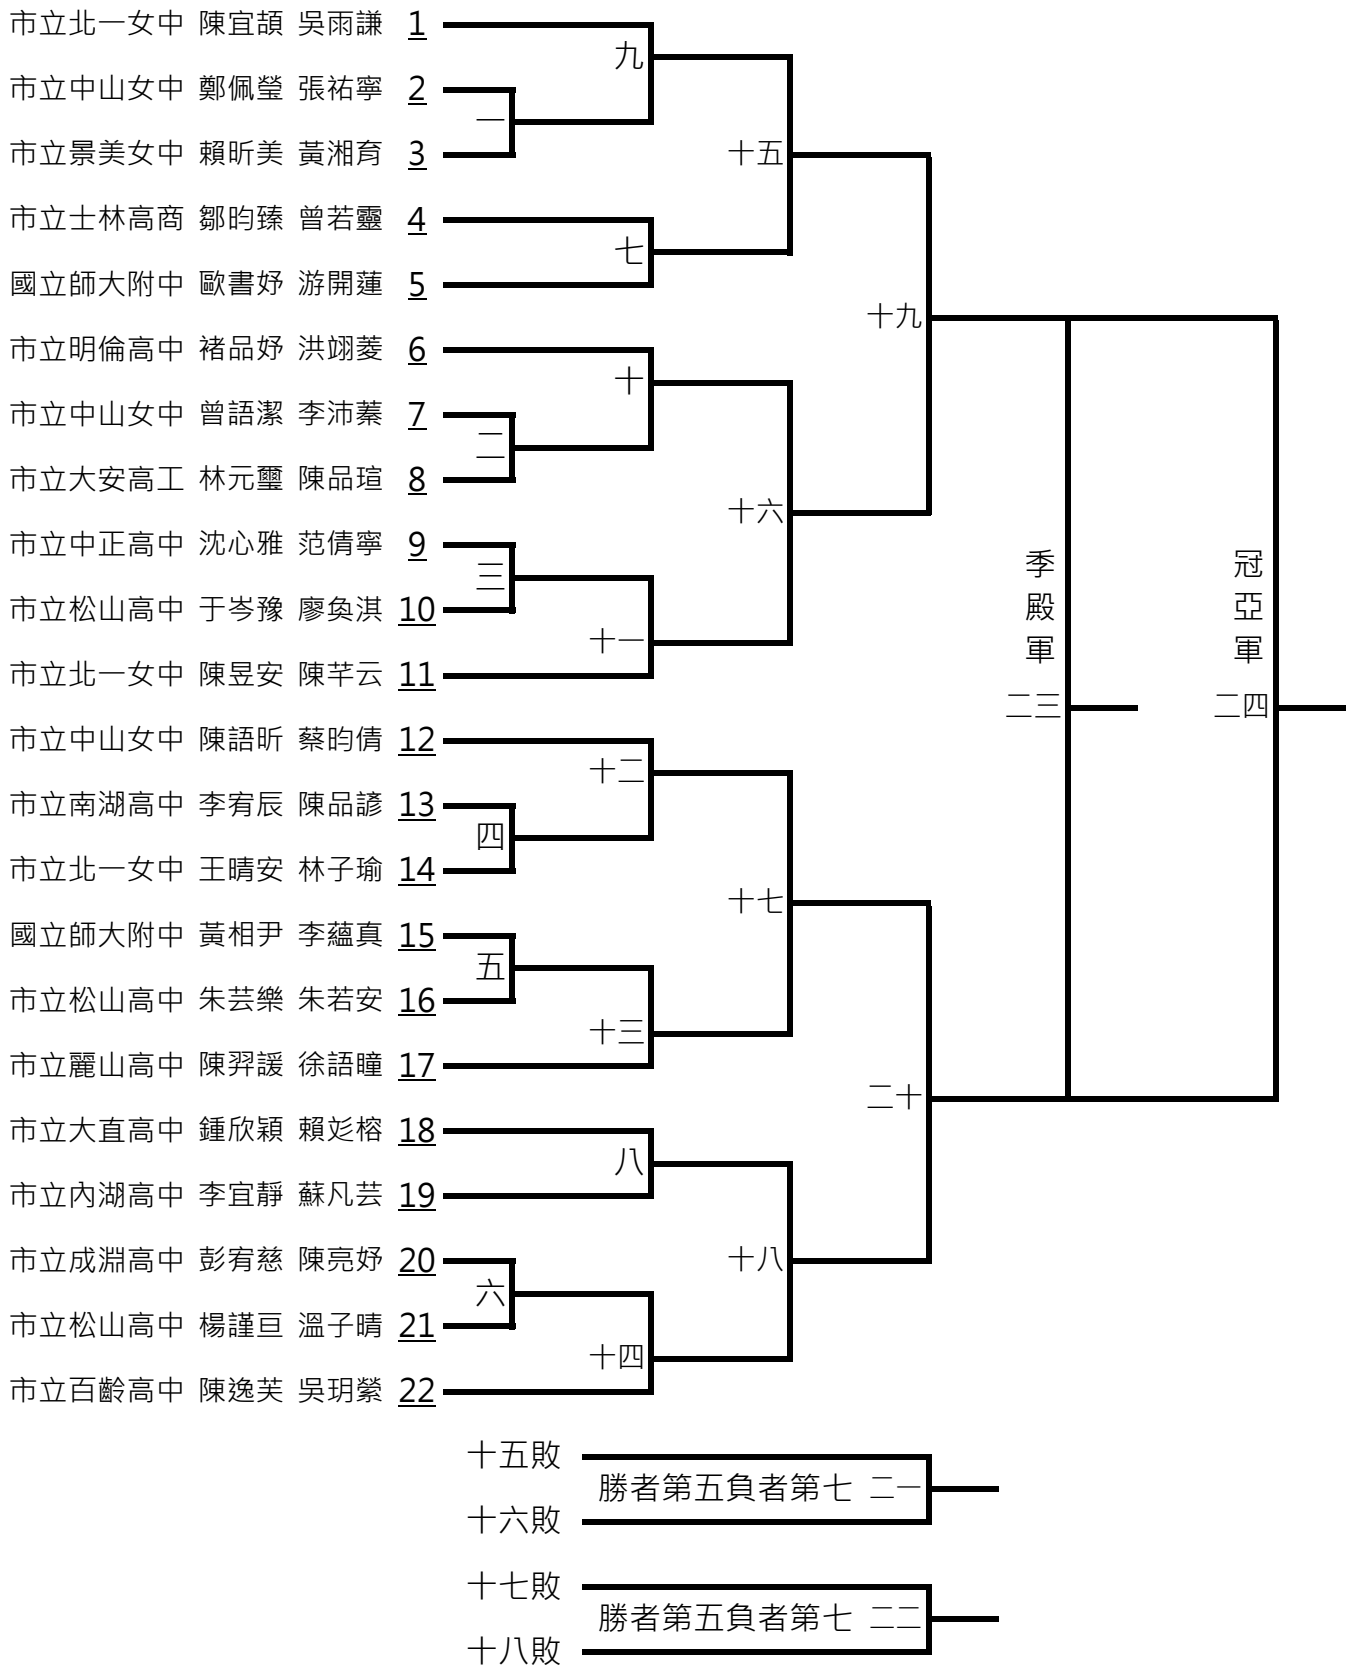 市立北一女中 陳宜頡 吳雨謙 1
九
市立中山女中 鄭佩瑩 張祐寧 2
一
市立景美女中 賴昕美 黃湘育 3
十五
市立士林高商 鄒昀臻 曾若靈 4
七
國立師大附中 歐書妤 游開蓮 5
十九
市立明倫高中 褚品妤 洪翊菱 6
十
市立中山女中 曾語潔 李沛蓁 7
二
市立大安高工 林元璽 陳品瑄 8
十六
市立中正高中 沈心雅 范倩寧 9
三
市立松山高中 于岑豫 廖奐淇 10
十一
市立北一女中 陳昱安 陳芊云 11
季殿軍
二三
冠亞軍
二四
市立中山女中 陳語昕 蔡昀倩 12
十二
市立南湖高中 李宥辰 陳品諺 13
四
市立北一女中 王晴安 林子瑜 14
十七
國立師大附中 黃相尹 李蘊真 15
五
市立松山高中 朱芸樂 朱若安 16
十三
市立麗山高中 陳羿諼 徐語瞳 17
二十
市立大直高中 鍾欣穎 賴彣榕 18
八
市立內湖高中 李宜靜 蘇凡芸 19
十八
市立成淵高中 彭宥慈 陳亮妤 20
六
市立松山高中 楊謹亘 溫子晴 21
十四
市立百齡高中 陳逸芙 吳玥縈 22
十五敗
勝者第五負者第七 二一
十六敗
十七敗
勝者第五負者第七 二二
十八敗